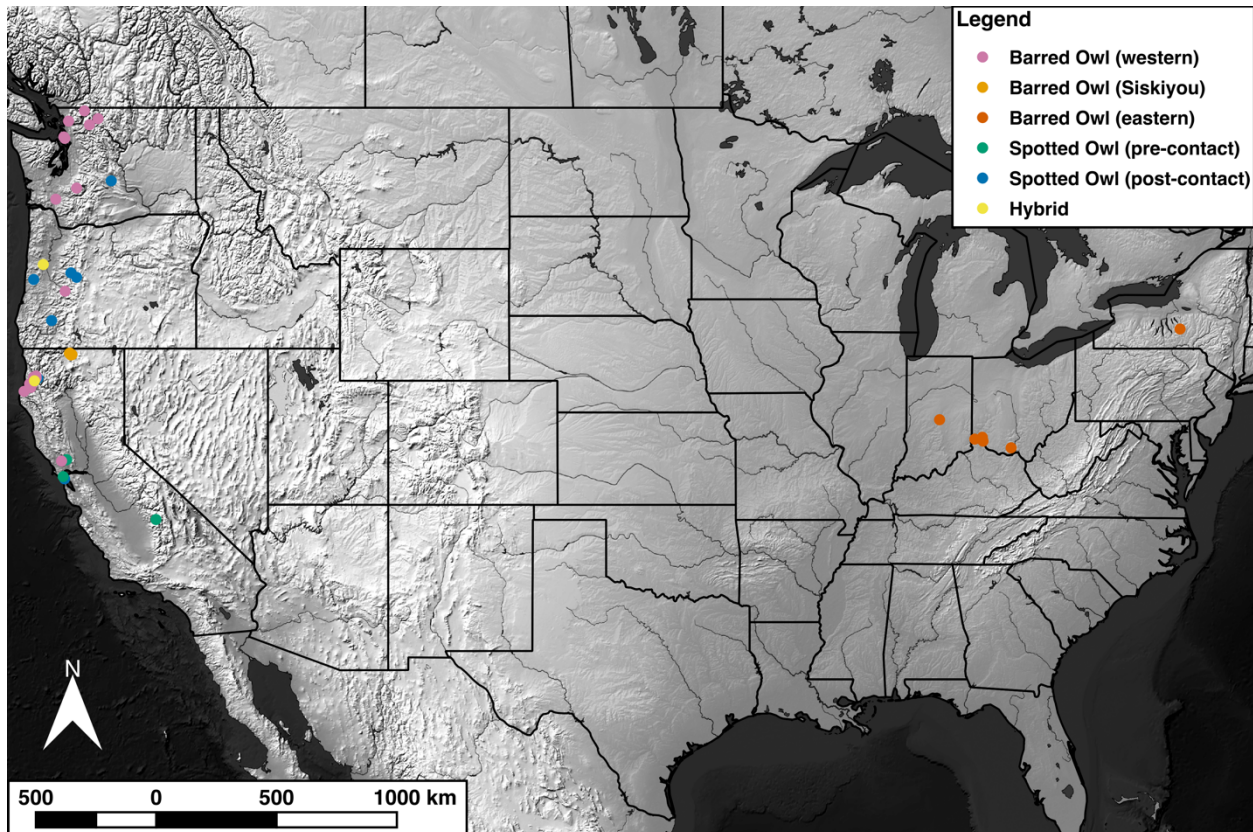 Legend
Barred Owl (western)
Barred Owl (Siskiyou)
Barred Owl (eastern)
Spotted Owl (pre-contact)
Spotted Owl (post-contact)
Hybrid
N
500 0 500 1000 km